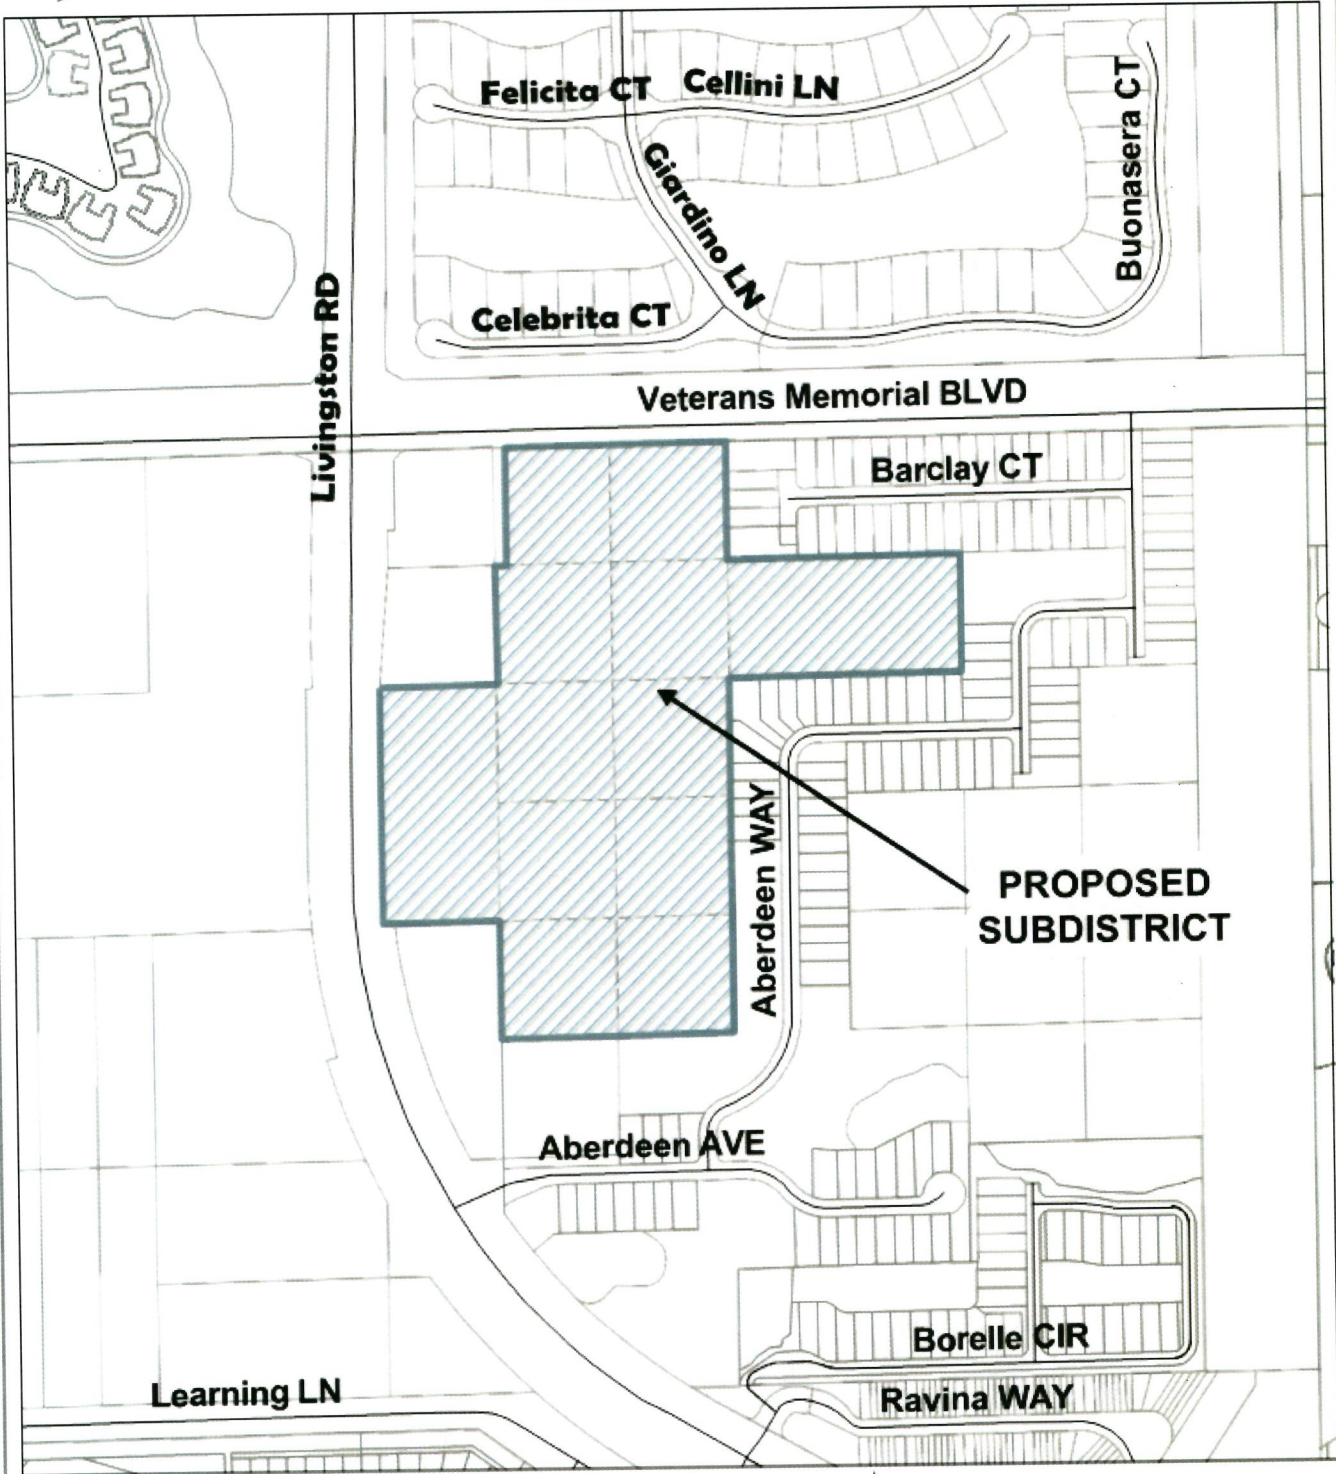 Felicita CT
Cellini LN
Buonasera CT
Giardino LN
Celebrita CT
Livingston RD
Veterans Memorial BLVD
Barclay CT
Aberdeen WAY
PROPOSED
SUBDISTRICT
Aberdeen AVE
Borelle CIR
Learning LN
Ravina WAY